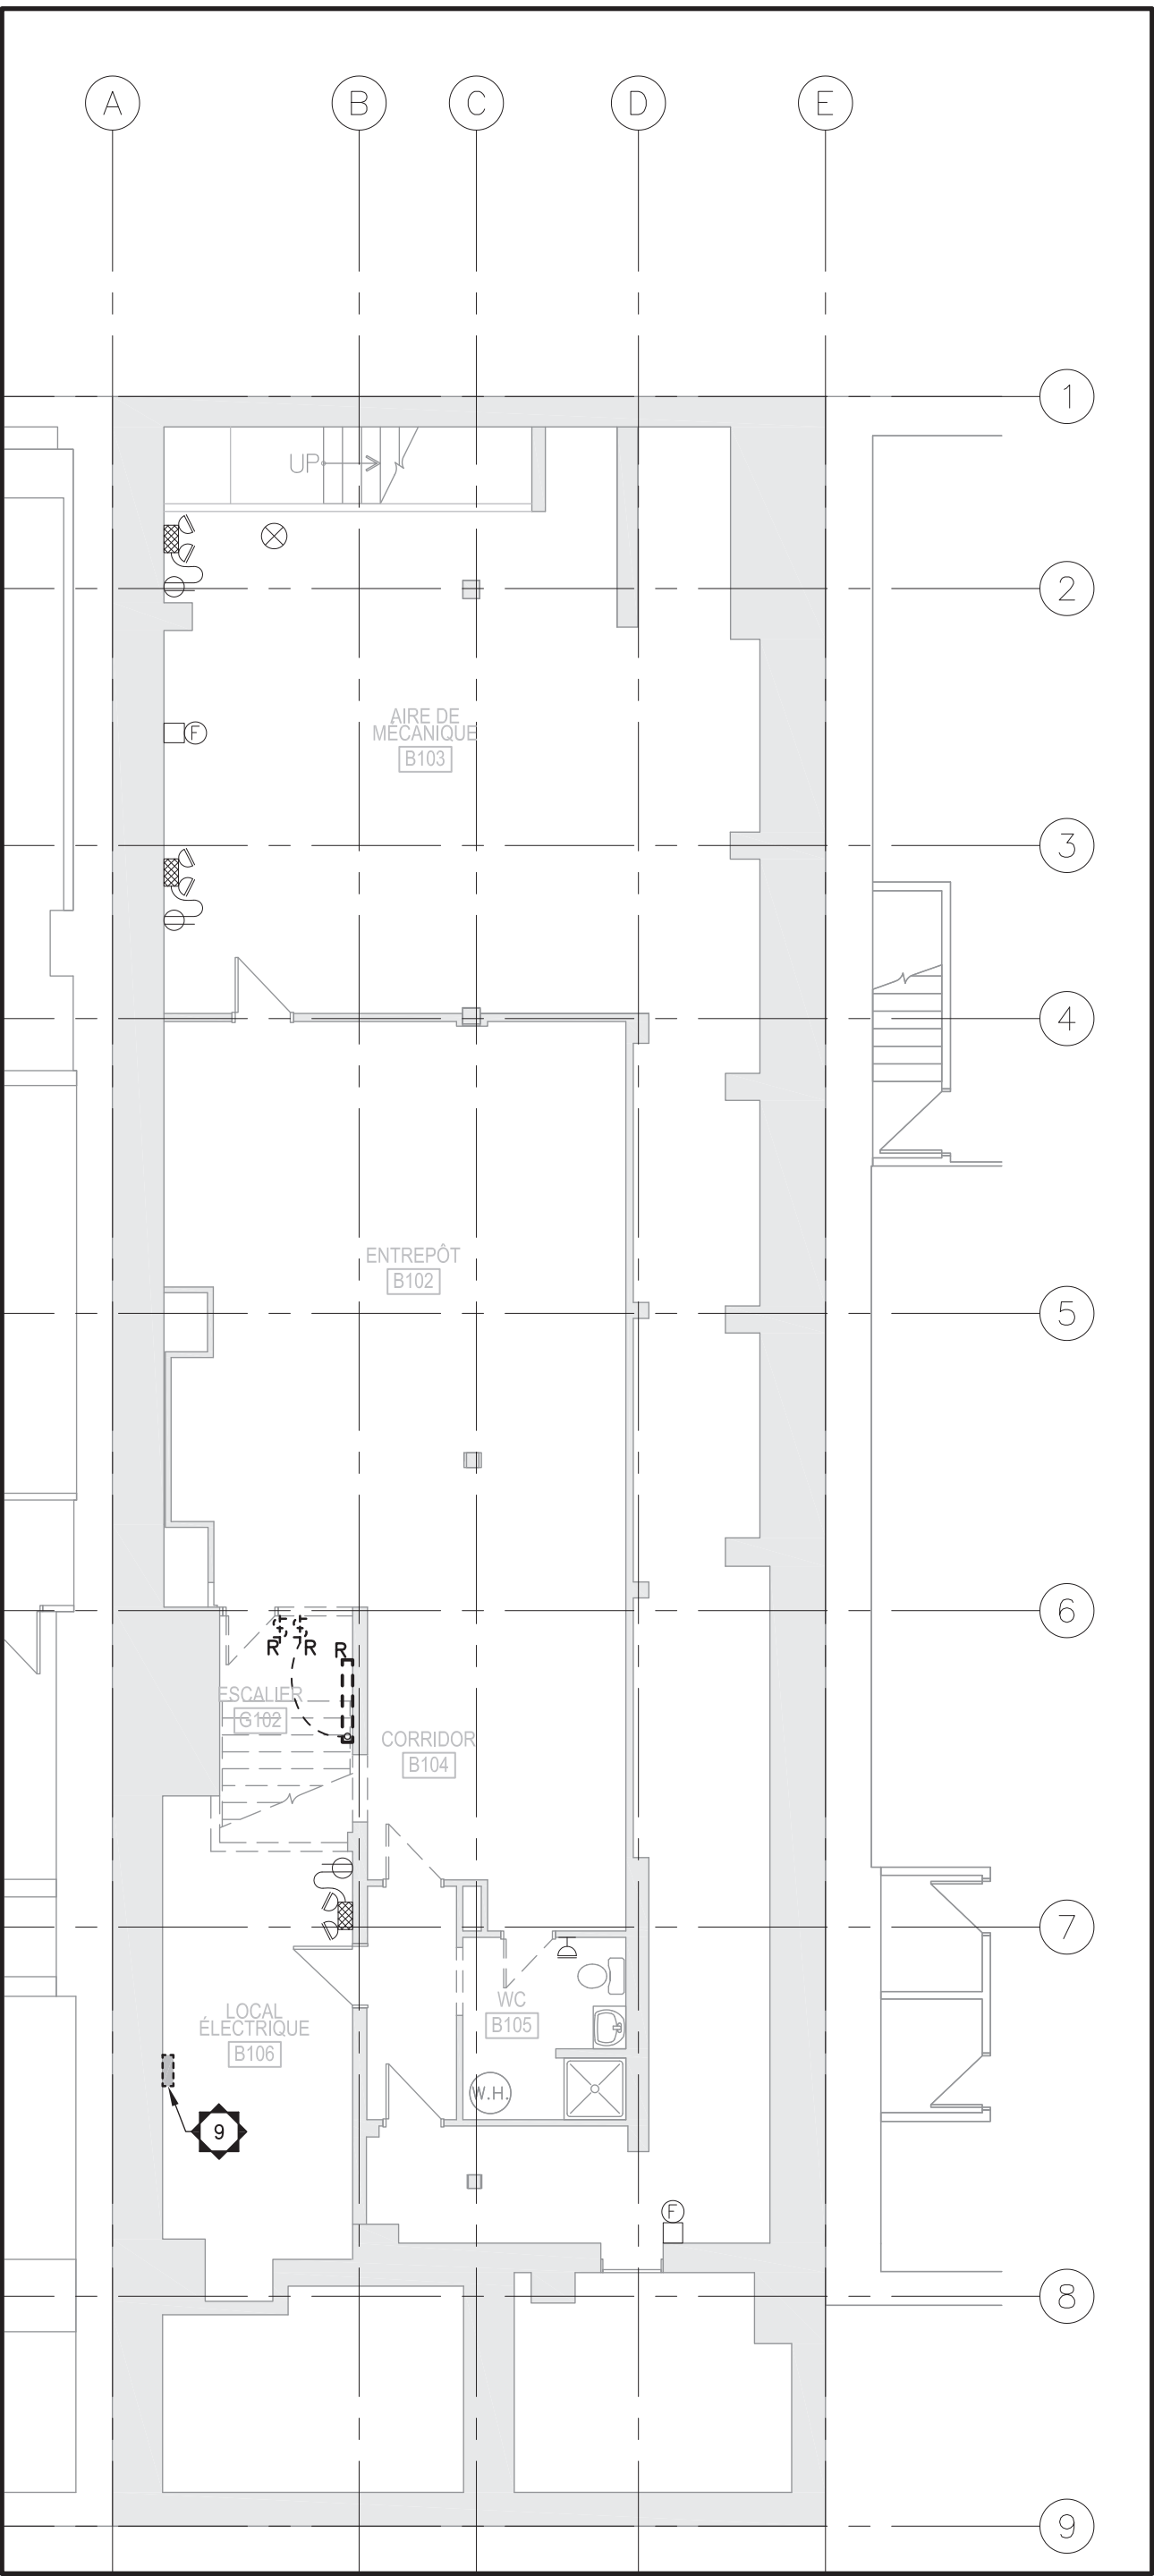 A
B
C
D
E
1
UP
2
AIRE DE
MÉCANIQUE
B103
F
3
4
ENTREPÔT
B102
5
6
R
R
R
ESCALIER
G102
CORRIDOR
B104
7
WC
B105
LOCAL
ÉLECTRIQUE
B106
W.H.
9
F
8
9